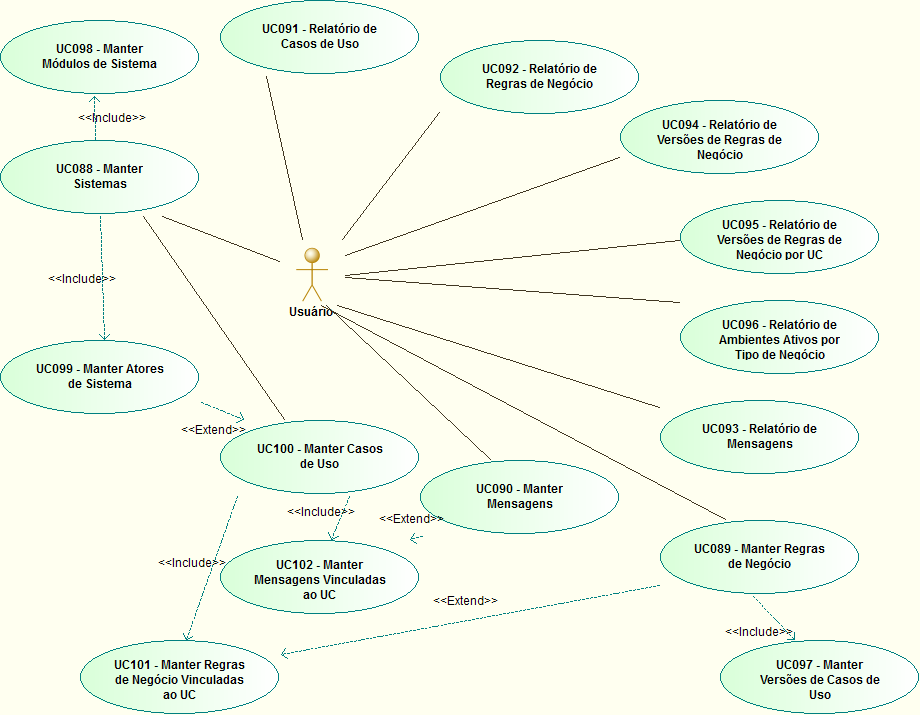 UC091 - Relatório de
Casos de Uso
UC098 - Manter
Módulos de Sistema
UC092 - Relatório de
Regras de Negócio
<<Include>>
UC094 - Relatório de
Versões de Regras de
Negócio
UC088 - Manter
Sistemas
UC095 - Relatório de
Versões de Regras de
Negócio por UC
<<Include>>
Usuário
UC096 - Relatório de
Ambientes Ativos por
Tipo de Negócio
UC099 - Manter Atores
de Sistema
<<Extend>>
UC093 - Relatório de
Mensagens
UC100 - Manter Casos
de Uso
UC090 - Manter
Mensagens
<<Include>>
<<Extend>>
UC089 - Manter Regras
de Negócio
<<Include>>
UC102 - Manter
Mensagens Vinculadas
ao UC
<<Extend>>
<<Include>>
UC101 - Manter Regras
de Negócio Vinculadas
ao UC
UC097 - Manter
Versões de Casos de
Uso